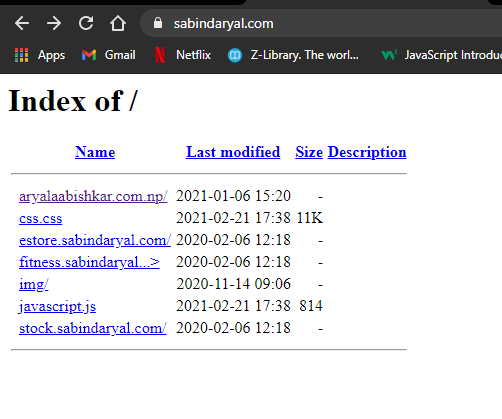 sabindaryal.com
Apps Gmail Netflix Z-Library. The worl... JavaScript Introduc
Index of /
Name Last modified Size Description
aryalaabishkar.com.np/ 2021-01-06 15:20 -
css.css 2021-02-21 17:38 11K
estore.sabindaryal.com/ 2020-02-06 12:18 -
fitness.sabindaryal...> 2020-02-06 12:18 -
img/ 2020-11-14 09:06 -
javascript.js 2021-02-21 17:38 814
stock.sabindaryal.com/ 2020-02-06 12:18 -